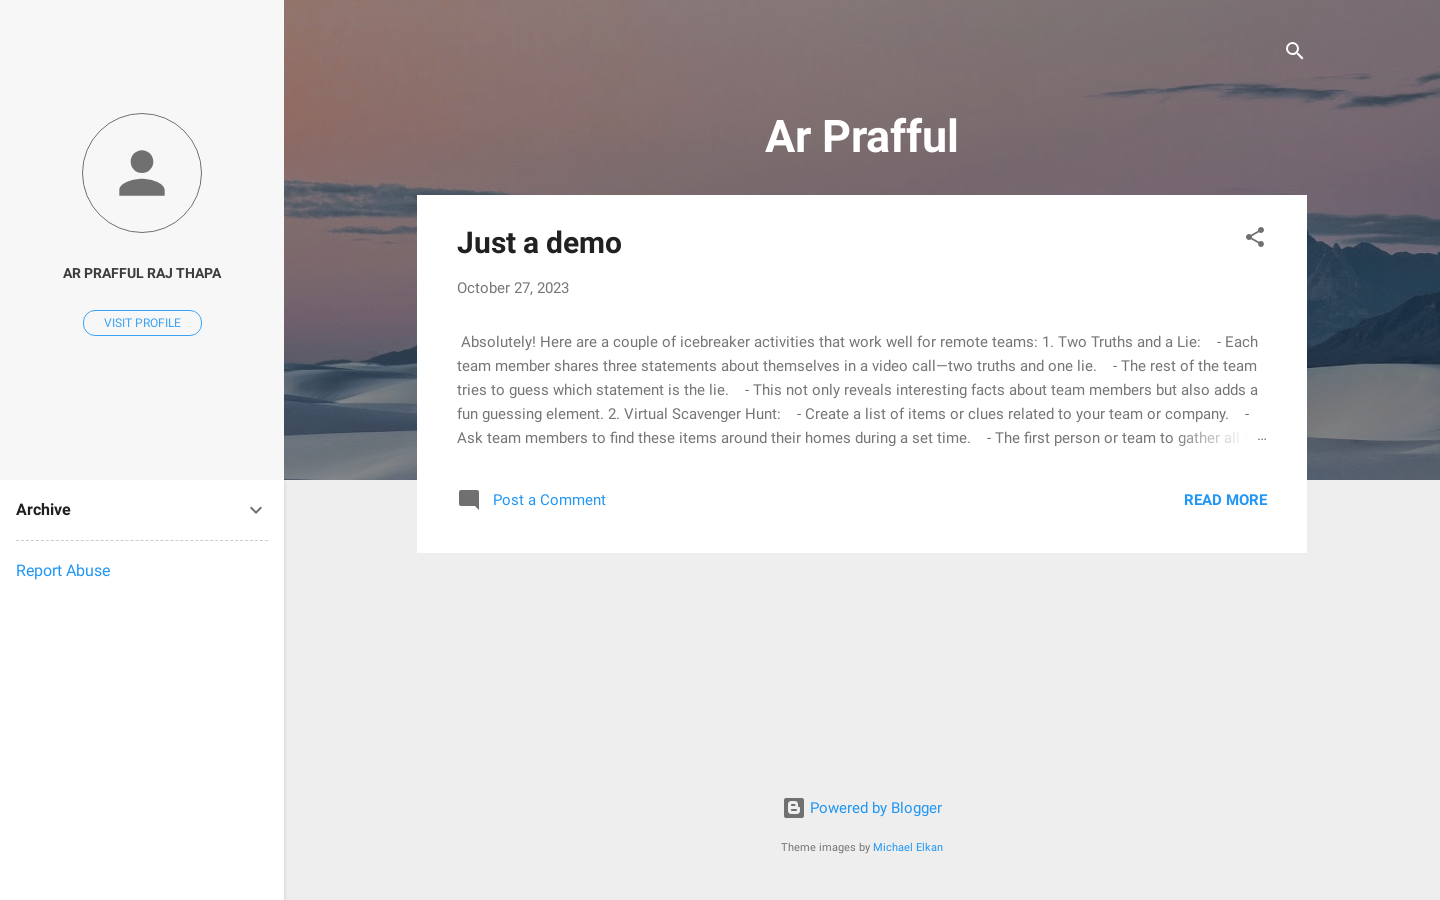 AR PRAFFUL RAJ THAPA
VISIT PROFILE
Archive
Report Abuse
Ar Prafful
Just a demo
October 27, 2023
Absolutely! Here are a couple of icebreaker activities that work well for remote teams: 1. Two Truths and a Lie:    - Each
team member shares three statements about themselves in a video call—two truths and one lie.    - The rest of the team
tries to guess which statement is the lie.    - This not only reveals interesting facts about team members but also adds a
fun guessing element. 2. Virtual Scavenger Hunt:    - Create a list of items or clues related to your team or company.    -
Ask team members to find these items around their homes during a set time.    - The first person or team to gather all …
Post a Comment
READ MORE
Powered by Blogger
Theme images by Michael Elkan